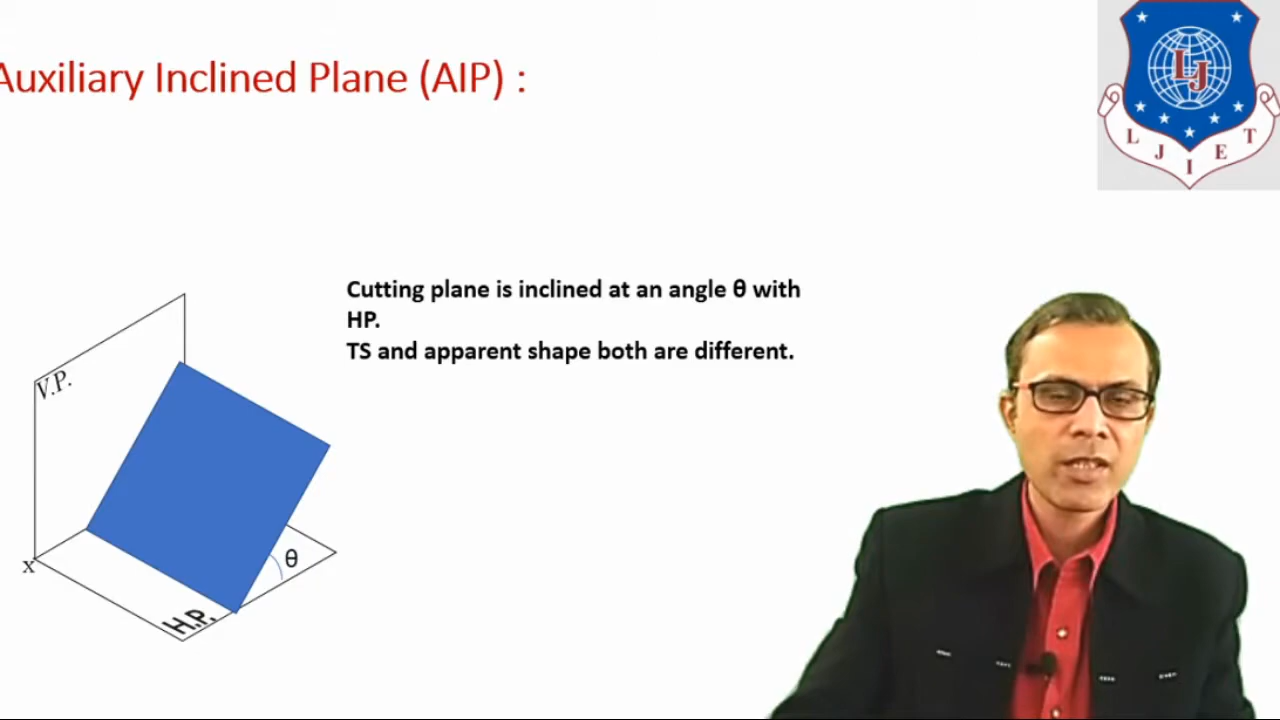 Auxiliary Inclined Plane (AIP) :
LJ
L J I E T
Cutting plane is inclined at an angle θ with
HP.
TS and apparent shape both are different.
V.P.
θ
x
H.P.